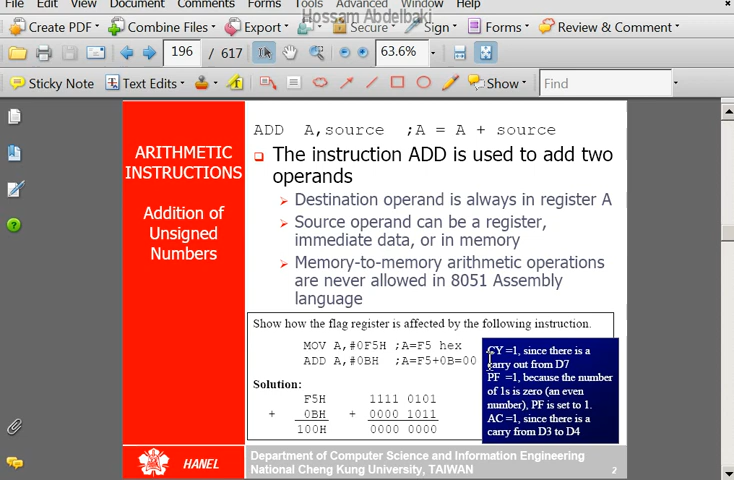 File Edit View Document Comments Forms Tools Advanced Window Help
Hossam Abdelbaki
Create PDF Combine Files Export Secure Sign Forms Review & Comment
196 / 617 63.6%
Sticky Note Text Edits Show Find
ARITHMETIC
INSTRUCTIONS
Addition of
Unsigned
Numbers
ADD A,source ;A = A + source
The instruction ADD is used to add two
operands
Destination operand is always in register A
Source operand can be a register,
immediate data, or in memory
Memory-to-memory arithmetic operations
are never allowed in 8051 Assembly
language
Show how the flag register is affected by the following instruction.
MOV A,#0F5H ;A=F5 hex
ADD A,#0BH ;A=F5+0B=00
Solution:
F5H 1111 0101
+ 0BH + 0000 1011
100H 0000 0000
CY =1, since there is a
carry out from D7
PF =1, because the number
of 1s is zero (an even
number), PF is set to 1.
AC =1, since there is a
carry from D3 to D4
HANEL
Department of Computer Science and Information Engineering
National Cheng Kung University, TAIWAN 2